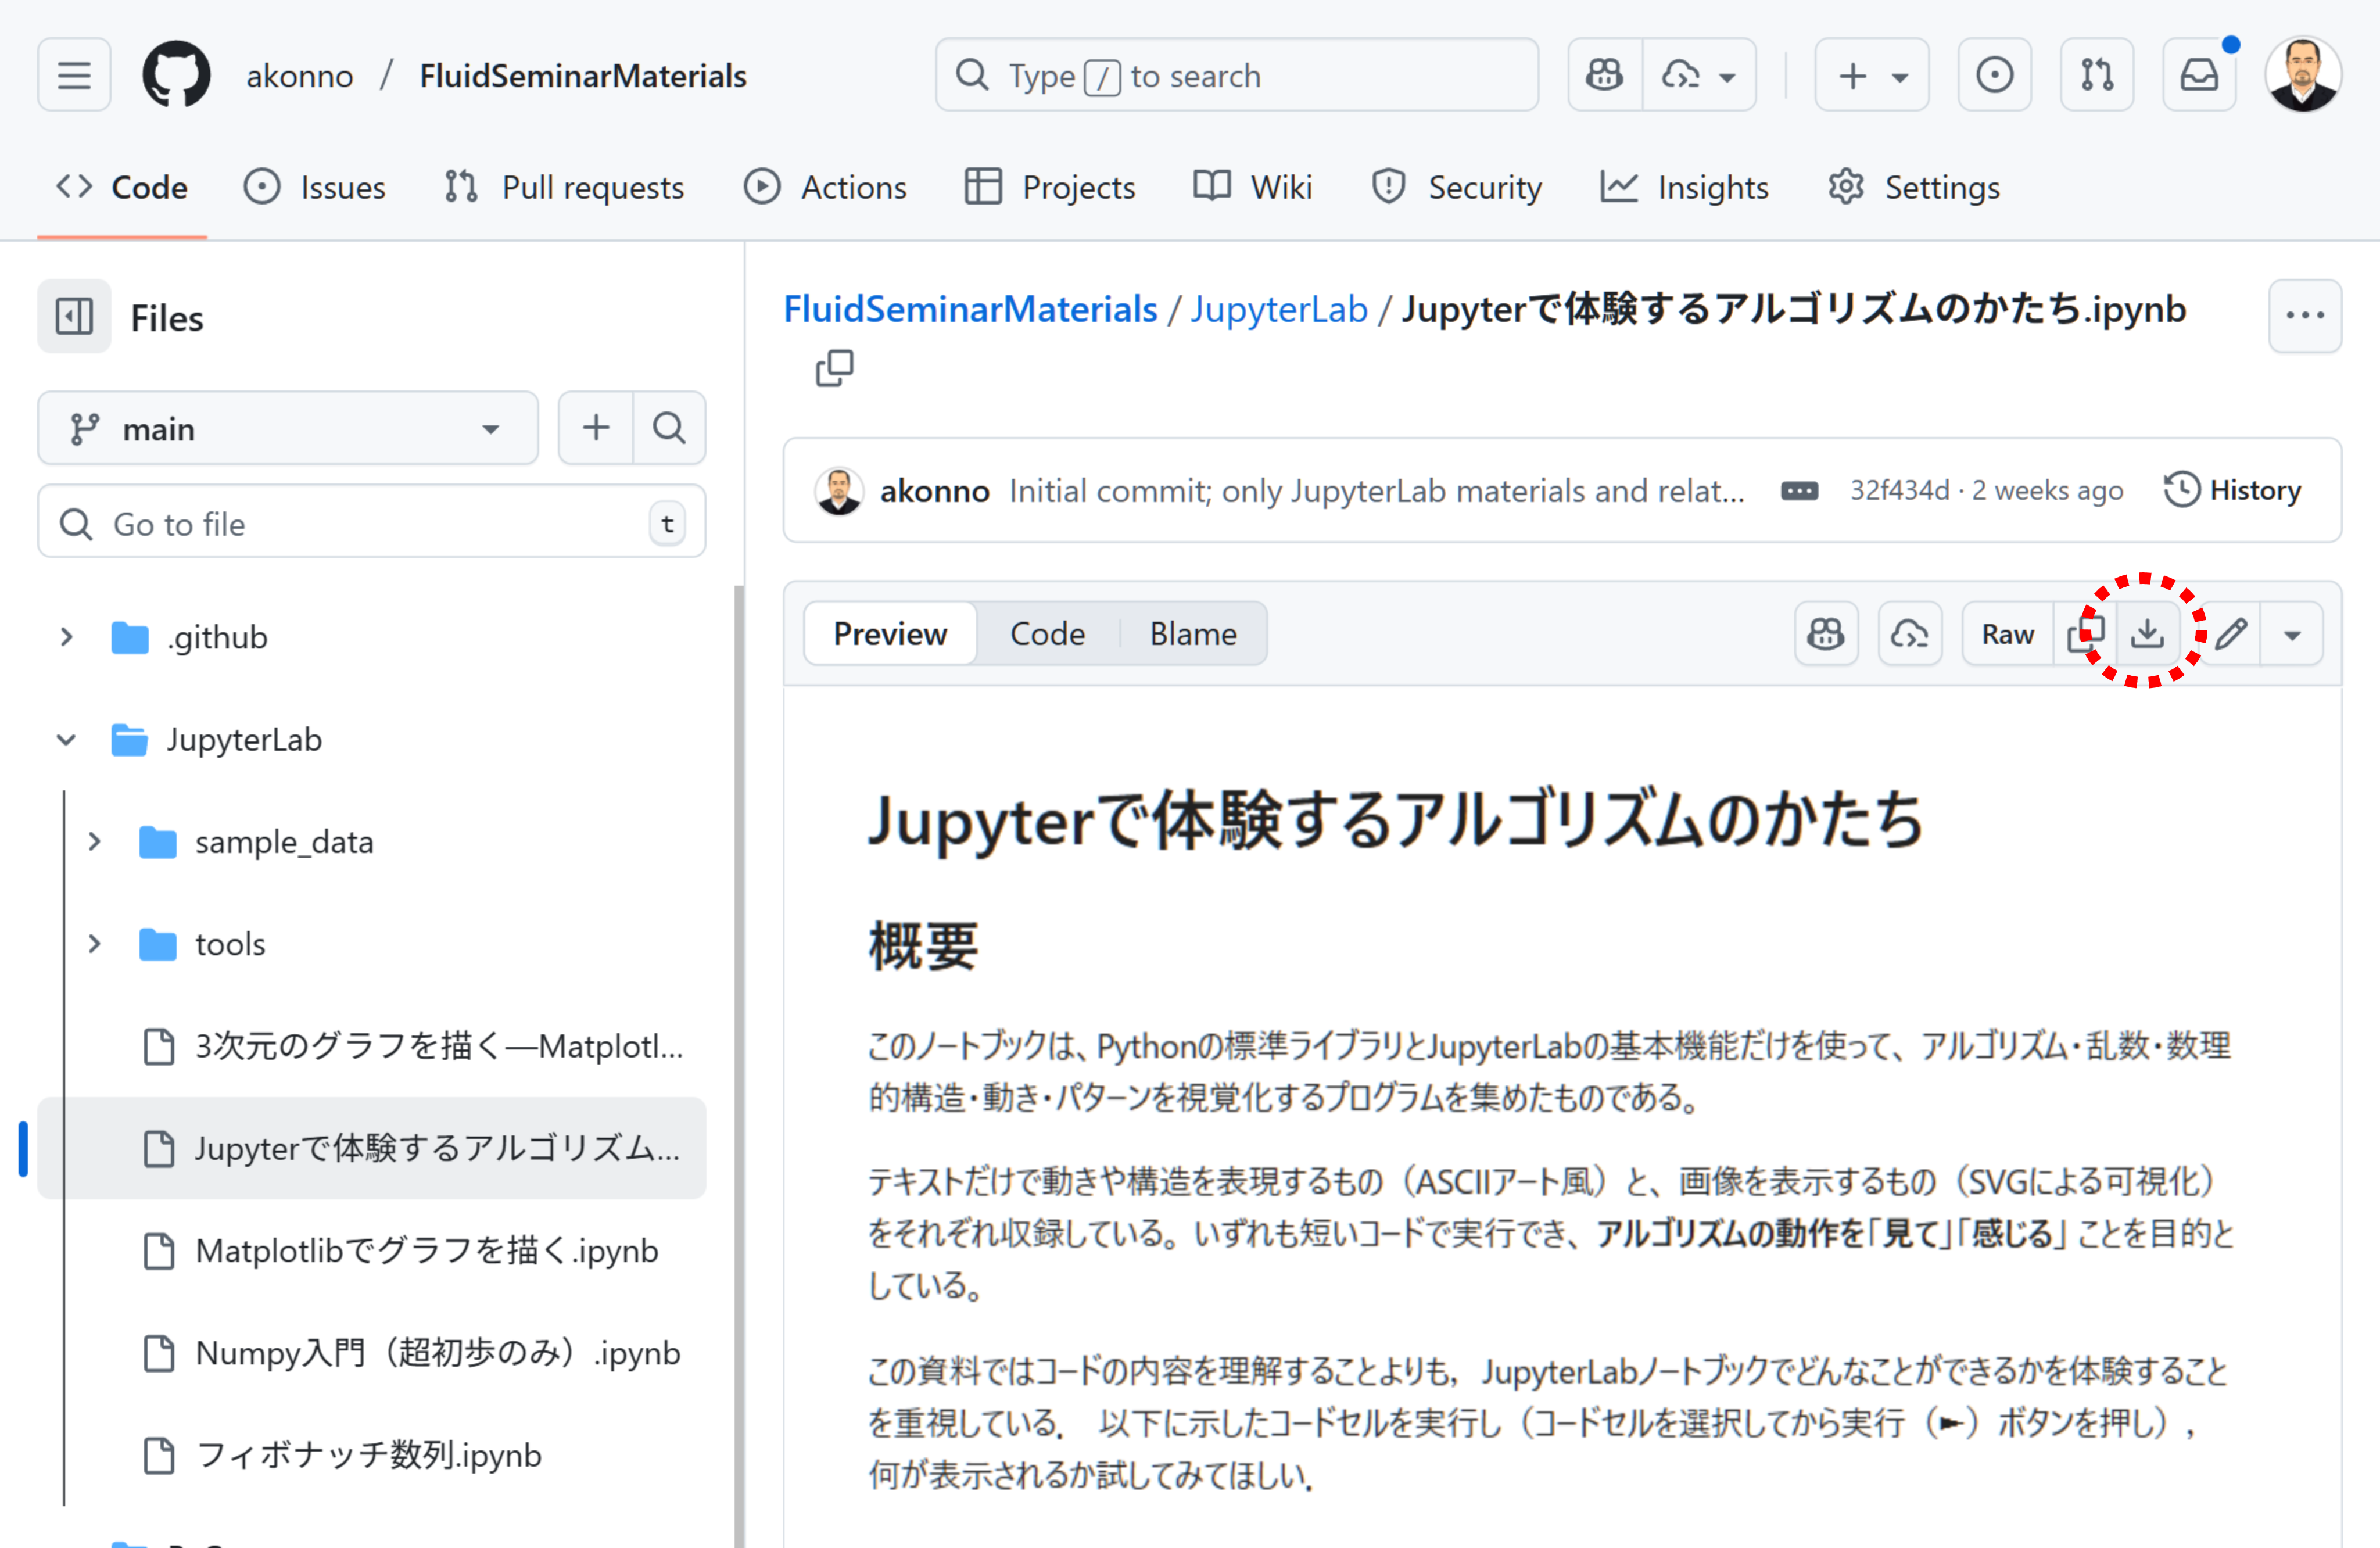 akonno / FluidSeminarMaterials
Type / to search
Code
Issues
Pull requests
Actions
Projects
Wiki
Security
Insights
Settings
Files
main
Go to file
t
.github
JupyterLab
sample_data
tools
3次元のグラフを描く—Matplotl...
Jupyterで体験するアルゴリズム...
Matplotlibでグラフを描く.ipynb
Numpy入門（超初歩のみ）.ipynb
フィボナッチ数列.ipynb
FluidSeminarMaterials / JupyterLab / Jupyterで体験するアルゴリズムのかたち.ipynb
akonno Initial commit; only JupyterLab materials and relat... 32f434d · 2 weeks ago History
Preview
Code
Blame
Raw
Jupyterで体験するアルゴリズムのかたち
概要
このノートブックは、Pythonの標準ライブラリとJupyterLabの基本機能だけを使って、アルゴリズム・乱数・数理
的構造・動き・パターンを視覚化するプログラムを集めたものである。
テキストだけで動きや構造を表現するもの（ASCIIアート風）と、画像を表示するもの（SVGによる可視化）
をそれぞれ収録している。いずれも短いコードで実行でき、アルゴリズムの動作を「見て」「感じる」ことを目的と
している。
この資料ではコードの内容を理解することよりも，JupyterLabノートブックでどんなことができるかを体験すること
を重視している． 以下に示したコードセルを実行し（コードセルを選択してから実行（►）ボタンを押し），
何が表示されるか試してみてほしい．